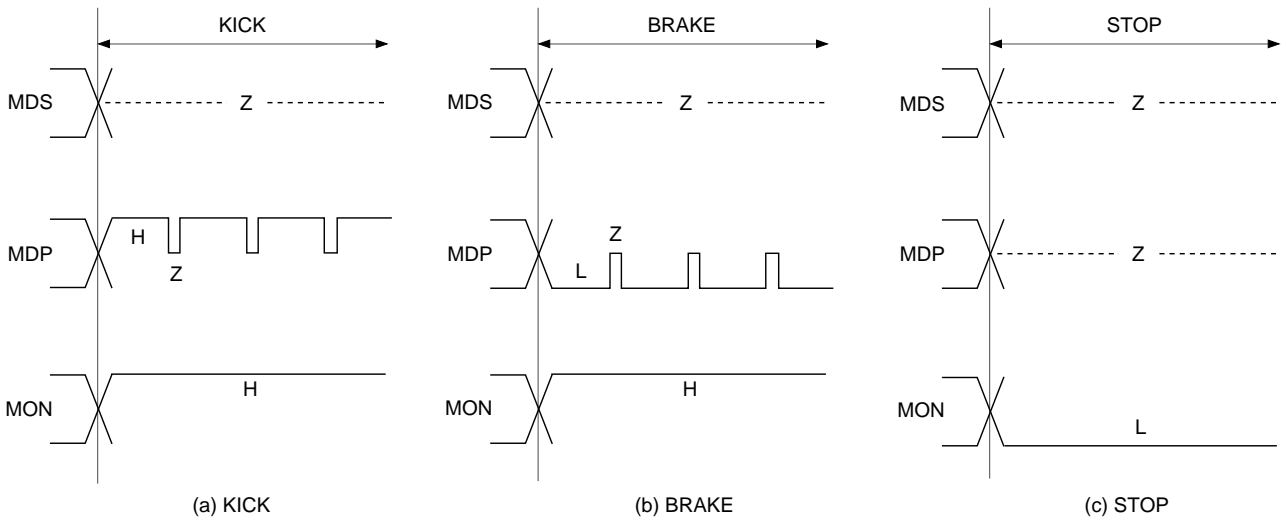 KICK
MDS
Z
MDP
H
Z
MON
H
(a) KICK
BRAKE
MDS
Z
MDP
Z
L
MON
H
(b) BRAKE
STOP
MDS
Z
MDP
Z
MON
L
(c) STOP